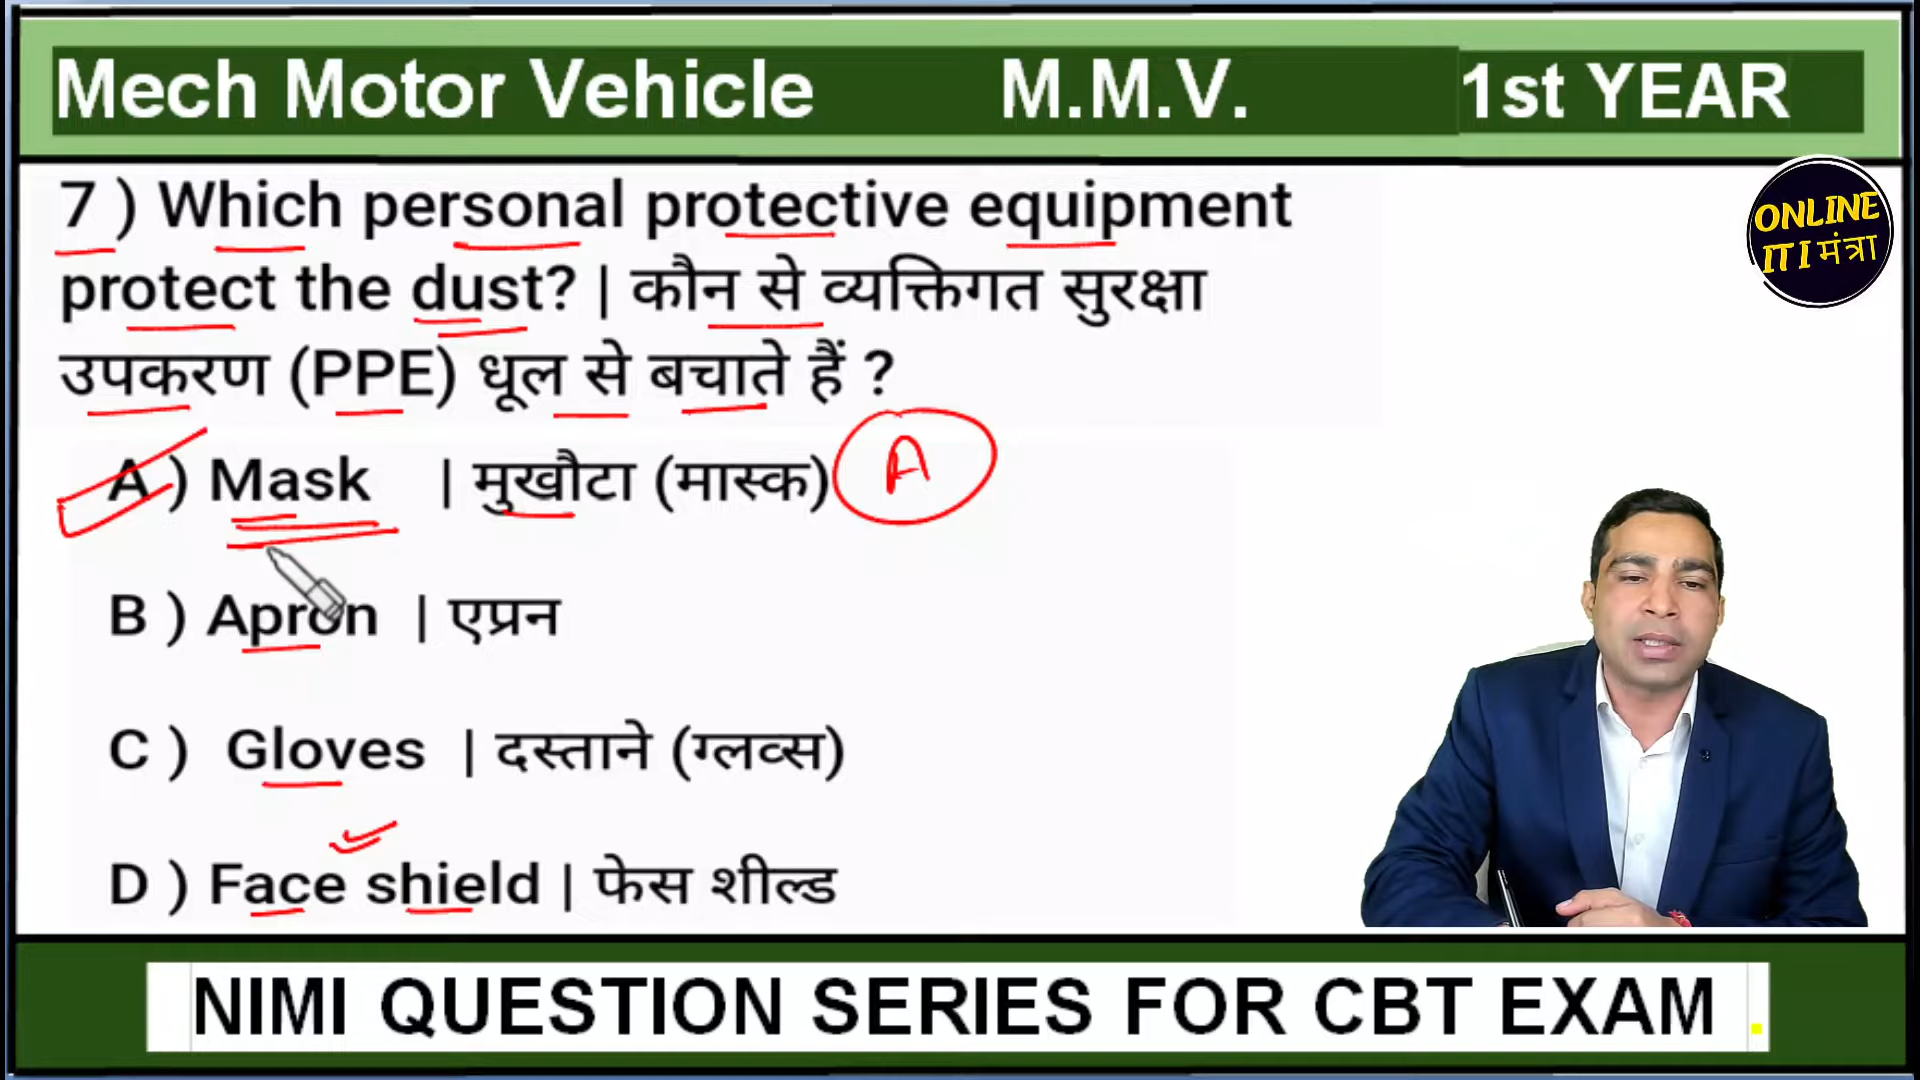 Mech Motor Vehicle M.M.V. 1st YEAR
7 ) Which personal protective equipment
protect the dust? | कौन से व्यक्तिगत सुरक्षा
उपकरण (PPE) धूल से बचाते हैं ?
A ) Mask | मुखौटा (मास्क) A
B ) Apron | एप्रन
C ) Gloves | दस्ताने (ग्लव्स)
D ) Face shield | फेस शील्ड
ONLINE
ITI मंत्रा
NIMI QUESTION SERIES FOR CBT EXAM .